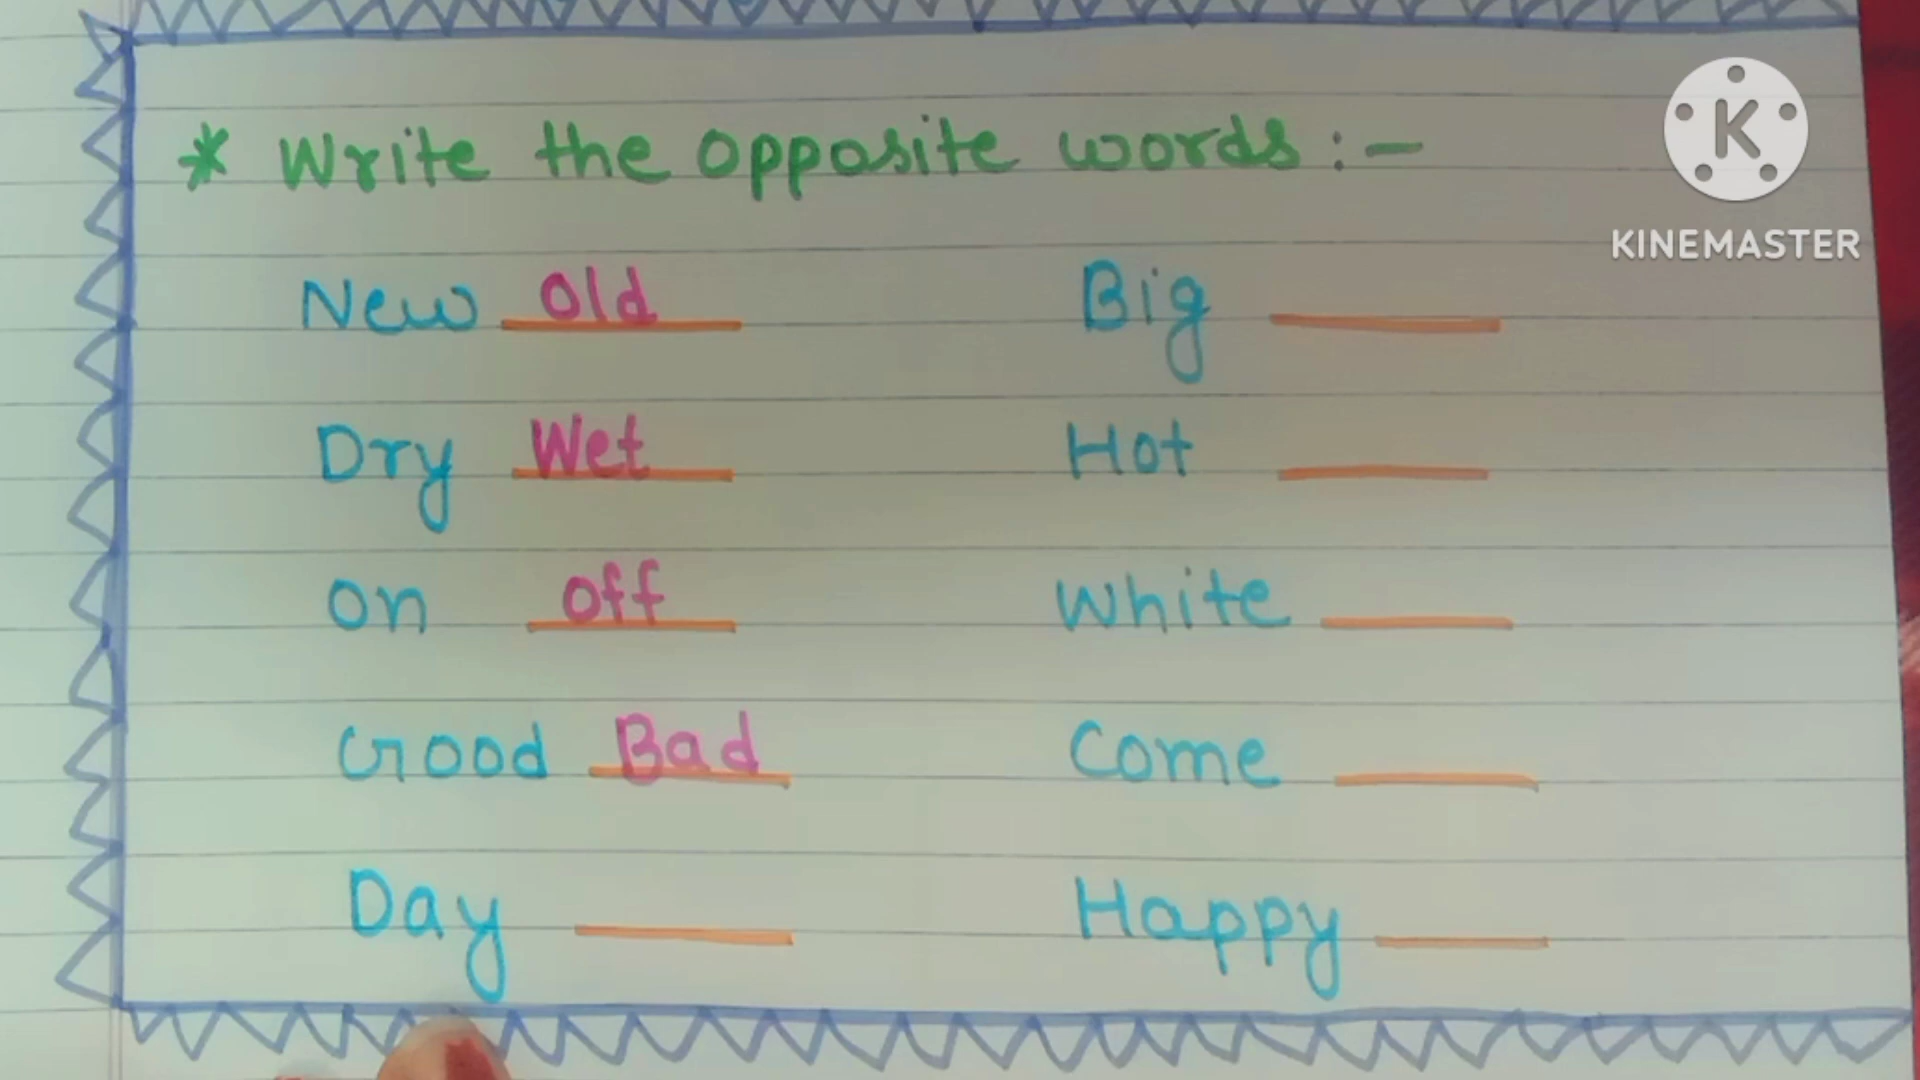 * Write the opposite words :-
K
KINEMASTER
New Old Big
Dry Wet Hot
On Off White
Good Bad Come
Day Happy